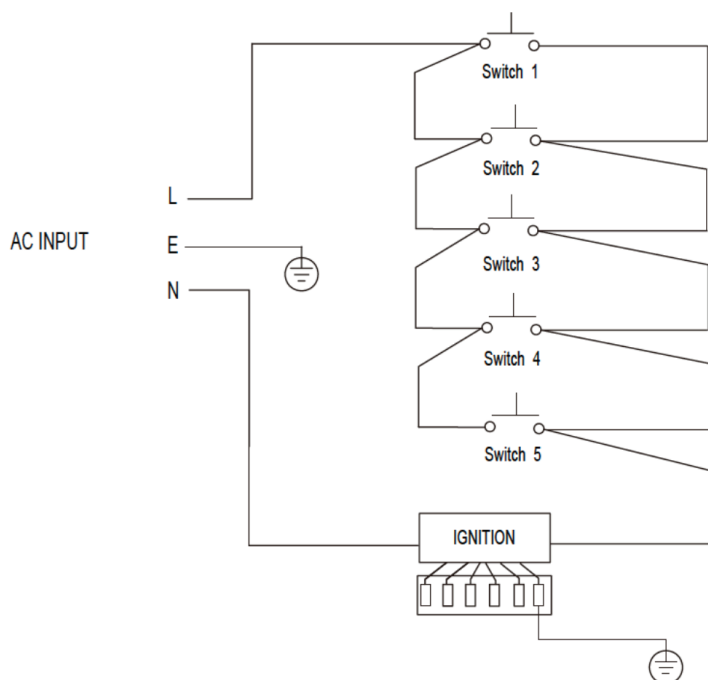 Switch 1
Switch 2
L
AC INPUT
E
Switch 3
N
Switch 4
Switch 5
IGNITION